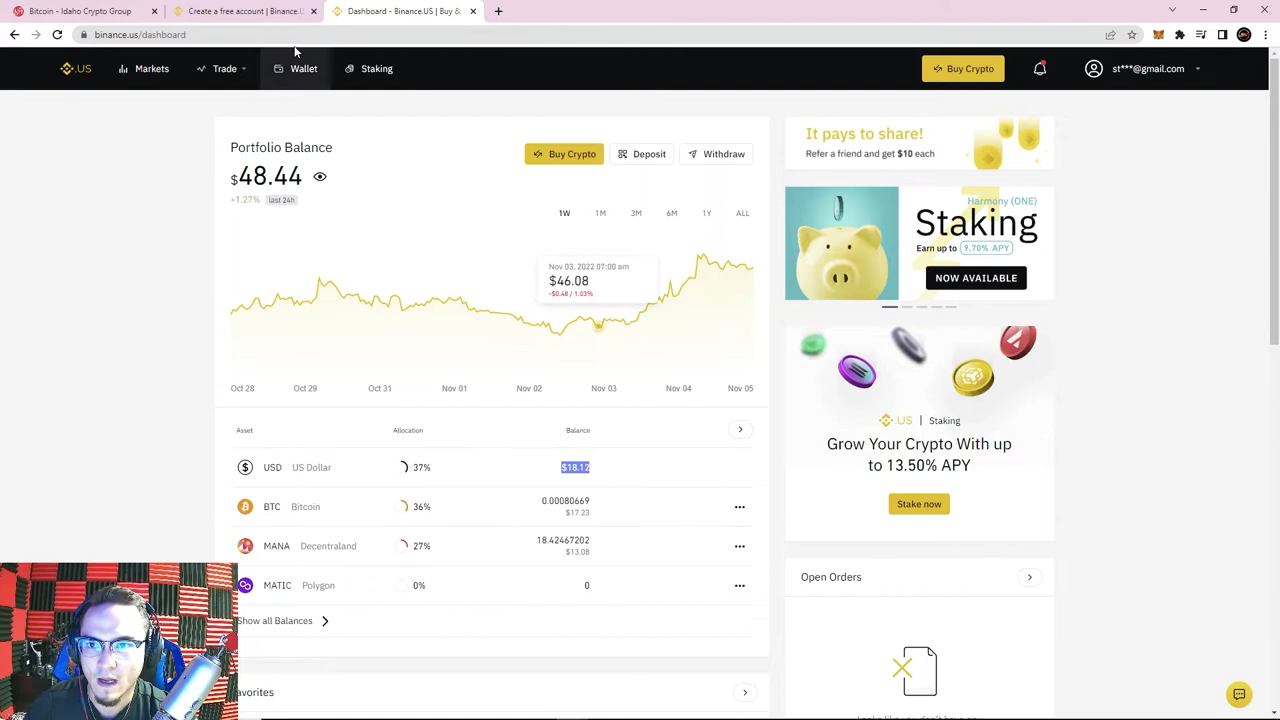 Bitcoin - Idaho Crypto Group
Create a free account | Binance.U
Dashboard - Binance.US | Buy &
binance.us/dashboard
.US
Markets
Trade
Wallet
Staking
Buy Crypto
st***@gmail.com
Portfolio Balance
$48.44
+1.27% last 24h
Buy Crypto
Deposit
Withdraw
1W 1M 3M 6M 1Y ALL
Nov 03, 2022 07:00 am
$46.08
-$0.48 / 1.03%
Oct 28 Oct 29 Oct 31 Nov 01 Nov 02 Nov 03 Nov 04 Nov 05
Asset Allocation Balance
USD US Dollar 37% $18.12
BTC Bitcoin 36% 0.00080669
$17.23
MANA Decentraland 27% 18.42467202
$13.08
MATIC Polygon 0% 0
Show all Balances
avorites
It pays to share!
Refer a friend and get $10 each
Harmony (ONE)
Staking
Earn up to 9.70% APY
NOW AVAILABLE
.US | Staking
Grow Your Crypto With up
to 13.50% APY
Stake now
Open Orders